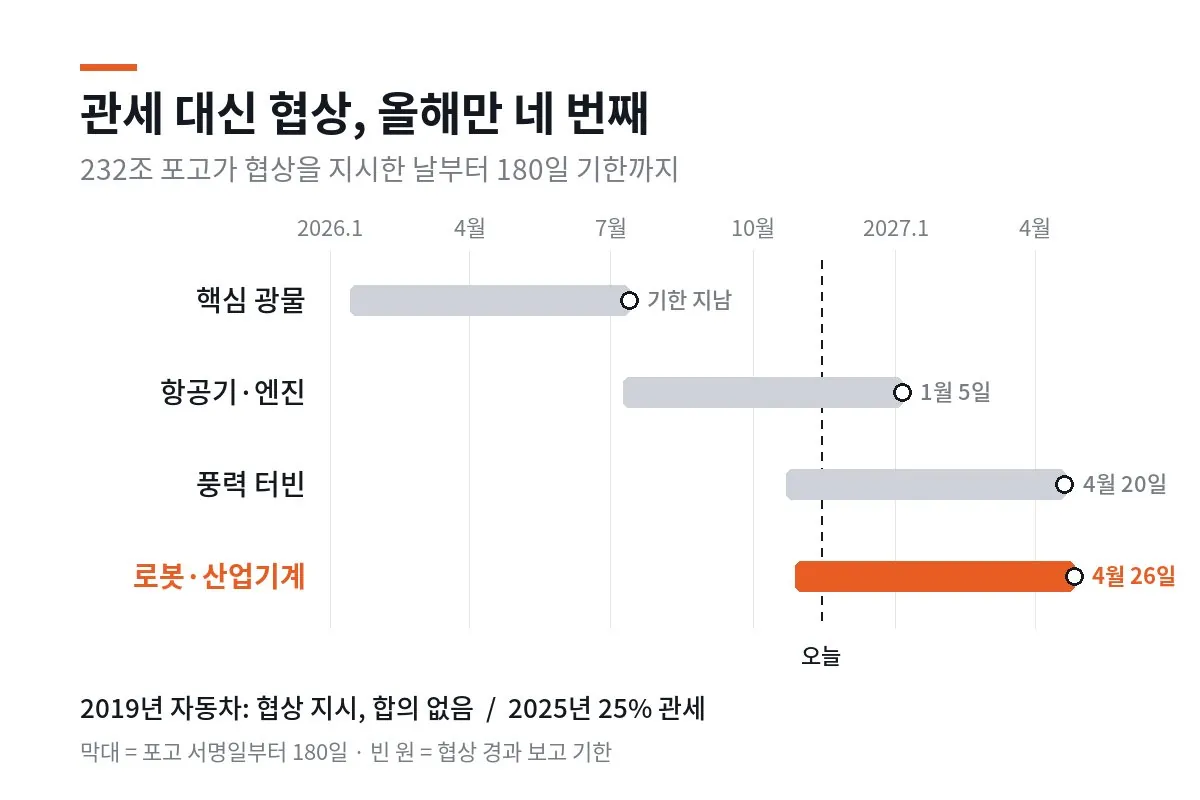 관세 대신 협상, 올해만 네 번째
232조 포고가 협상을 지시한 날부터 180일 기한까지
2026.1 4월 7월 10월 2027.1 4월
핵심 광물 기한 지남
항공기·엔진 1월 5일
풍력 터빈 4월 20일
로봇·산업기계 4월 26일
오늘
2019년 자동차: 협상 지시, 합의 없음 / 2025년 25% 관세
막대 = 포고 서명일부터 180일 · 빈 원 = 협상 경과 보고 기한